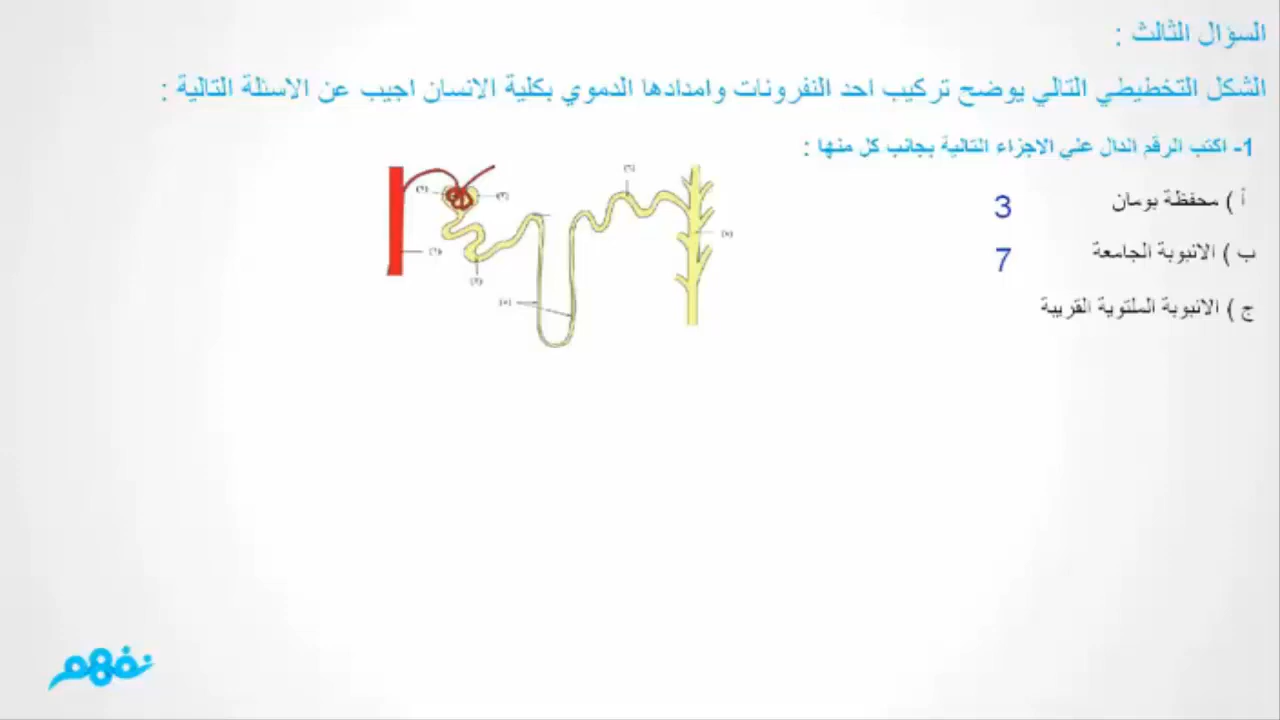 السؤال الثالث :
الشكل التخطيطي التالي يوضح تركيب احد النفرونات وامدادها الدموي بكلية الانسان اجيب عن الاسئلة التالية :
1- اكتب الرقم الدال علي الاجزاء التالية بجانب كل منها :
أ ) محفظة بومان 3
ب ) الانبوبة الجامعة 7
ج ) الانبوبة الملتوية القريبة
نفهم